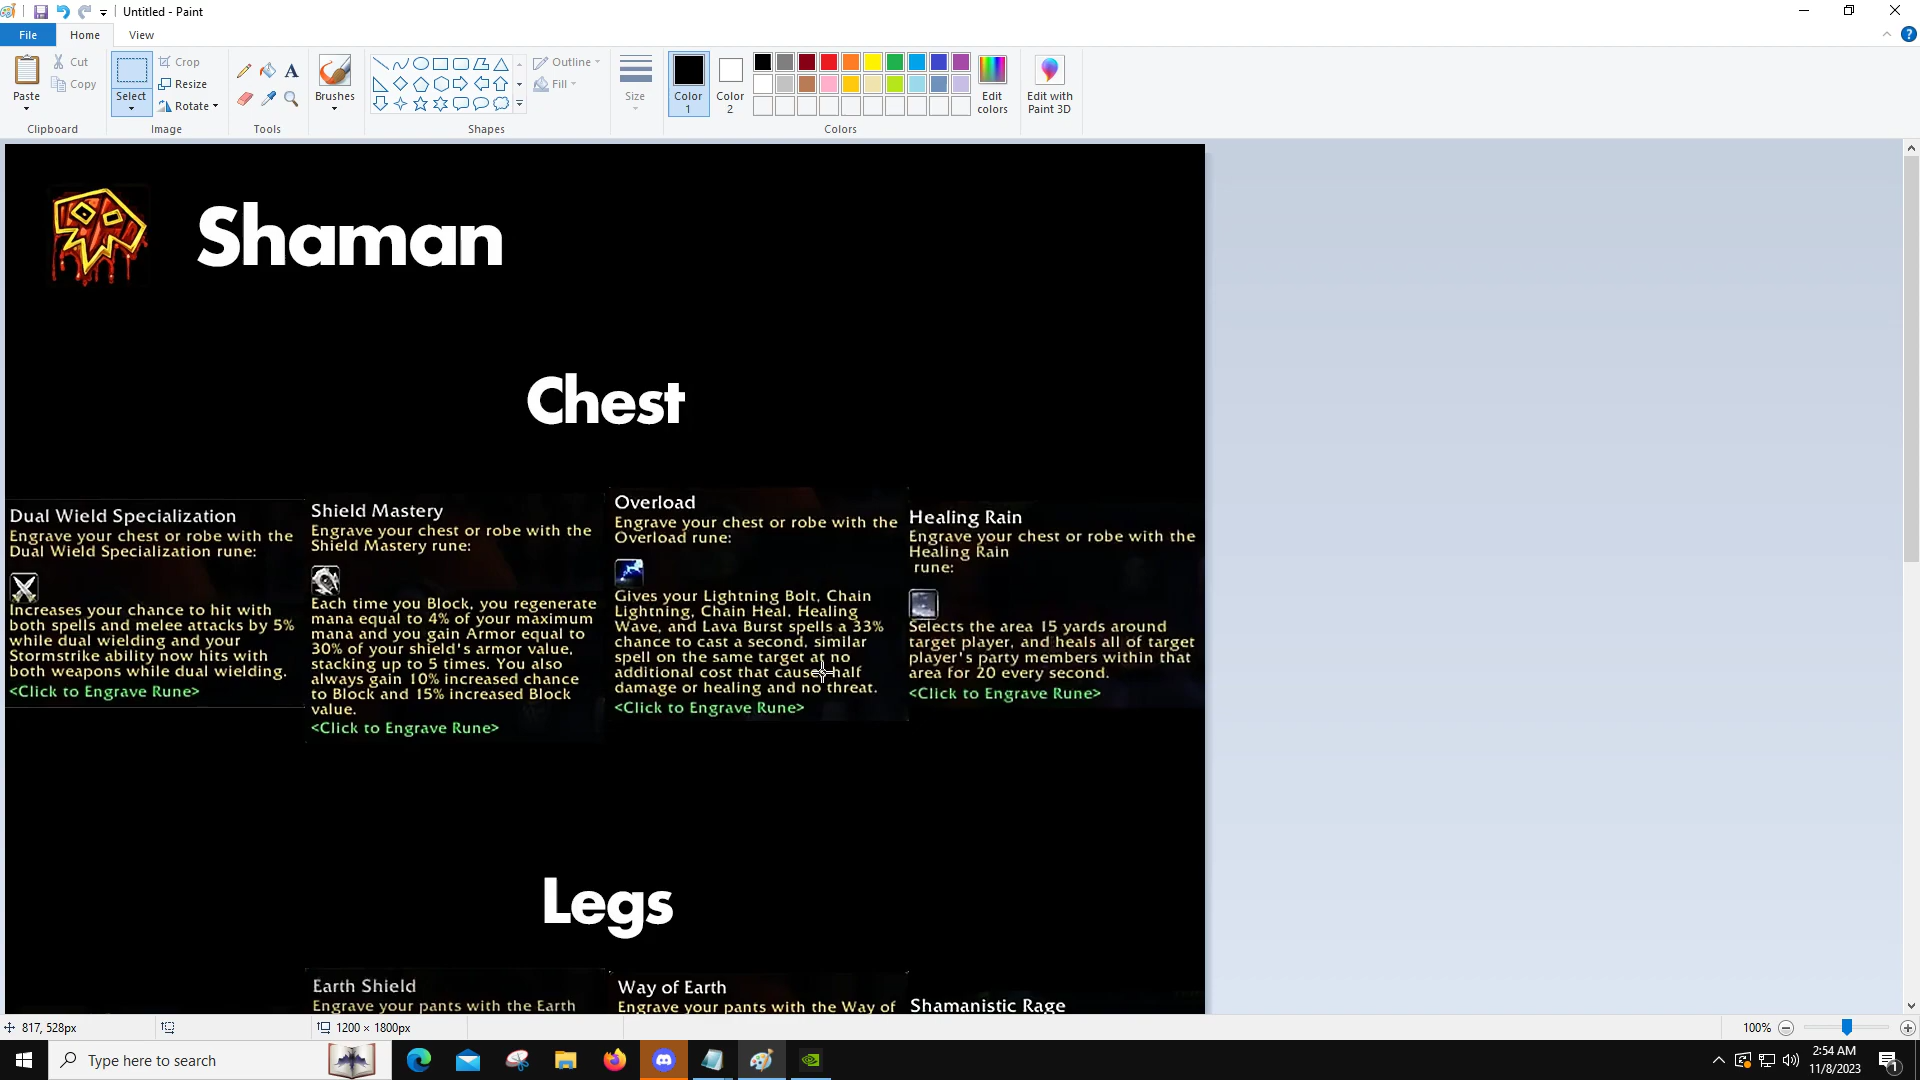 Untitled - Paint
File
Home
View
Paste
Cut
Copy
Clipboard
Select
Crop
Resize
Rotate
Image
A
Tools
Brushes
Shapes
Outline
Fill
Size
Color 1
Color 2
Colors
Edit colors
Edit with Paint 3D
Shaman
Chest
Dual Wield Specialization
Engrave your chest or robe with the
Dual Wield Specialization rune:
Increases your chance to hit with
both spells and melee attacks by 5%
while dual wielding and your
Stormstrike ability now hits with
both weapons while dual wielding.
<Click to Engrave Rune>
Shield Mastery
Engrave your chest or robe with the
Shield Mastery rune:
Each time you Block, you regenerate
mana equal to 4% of your maximum
mana and you gain Armor equal to
30% of your shield's armor value,
stacking up to 5 times. You also
always gain 10% increased chance
to Block and 15% increased Block
value.
<Click to Engrave Rune>
Overload
Engrave your chest or robe with the
Overload rune:
Gives your Lightning Bolt, Chain
Lightning, Chain Heal. Healing
Wave, and Lava Burst spells a 33%
chance to cast a second, similar
spell on the same target at no
additional cost that causes half
damage or healing and no threat.
<Click to Engrave Rune>
Healing Rain
Engrave your chest or robe with the
Healing Rain
rune:
Selects the area 15 yards around
target player, and heals all of target
player's party members within that
area for 20 every second.
<Click to Engrave Rune>
Legs
Earth Shield
Engrave your pants with the Earth
Way of Earth
Engrave your pants with the Way of
Shamanistic Rage
817, 528px
1200 × 1800px
100%
Type here to search
2:54 AM
11/8/2023
1